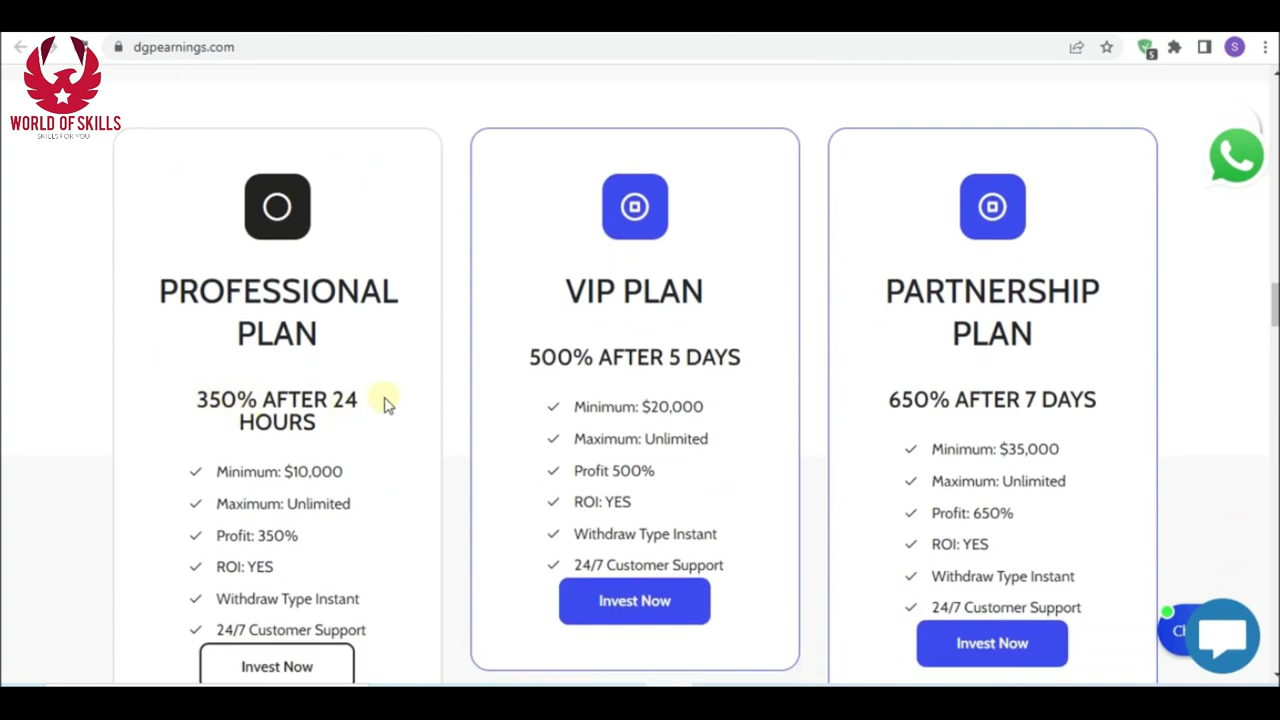 dgpearnings.com
S
S
WORLD OF SKILLS
SKILLS FOR YOU
PROFESSIONAL
PLAN
350% AFTER 24
HOURS
Minimum: $10,000
Maximum: Unlimited
Profit: 350%
ROI: YES
Withdraw Type Instant
24/7 Customer Support
Invest Now
VIP PLAN
500% AFTER 5 DAYS
Minimum: $20,000
Maximum: Unlimited
Profit 500%
ROI: YES
Withdraw Type Instant
24/7 Customer Support
Invest Now
PARTNERSHIP
PLAN
650% AFTER 7 DAYS
Minimum: $35,000
Maximum: Unlimited
Profit: 650%
ROI: YES
Withdraw Type Instant
24/7 Customer Support
Invest Now